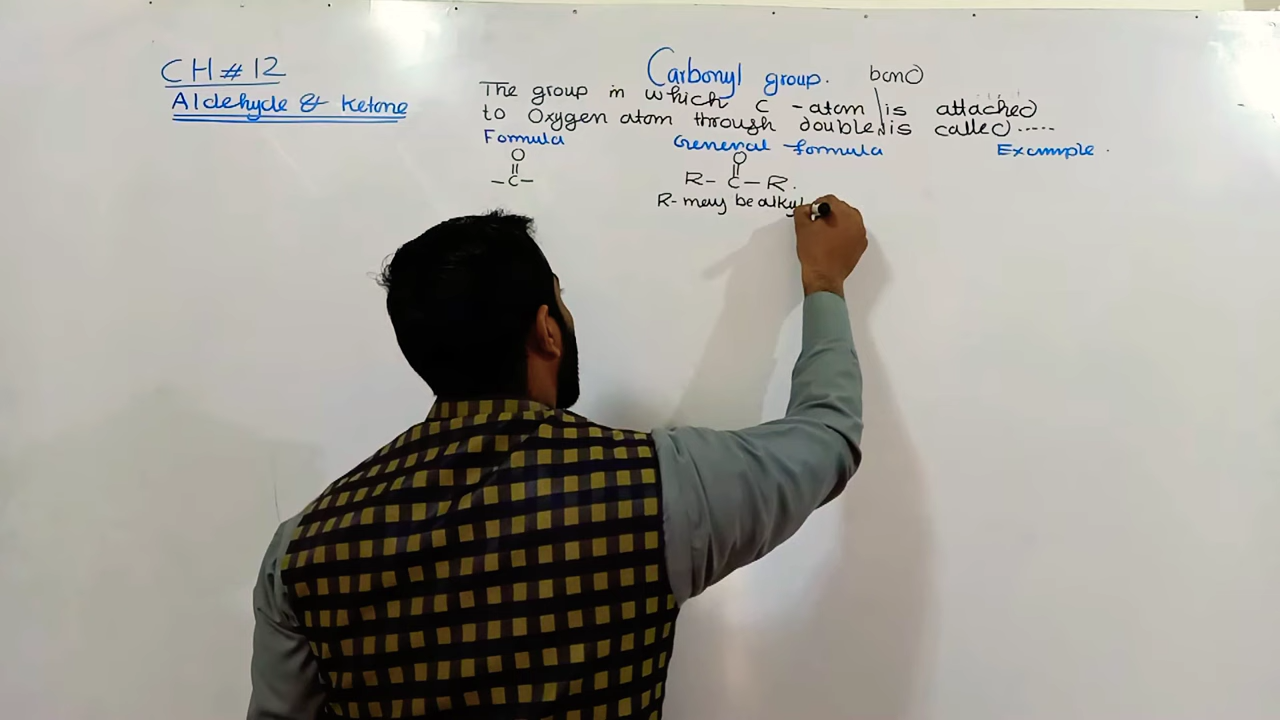 CH # 12
Aldehyde & Ketone
Carbonyl group.
bond
The group in which C - atom is attached
to Oxygen atom through double is called .....
Formula
General formula
Example.
O
||
-C-
O
||
R-C-R.
R- may be alkyl